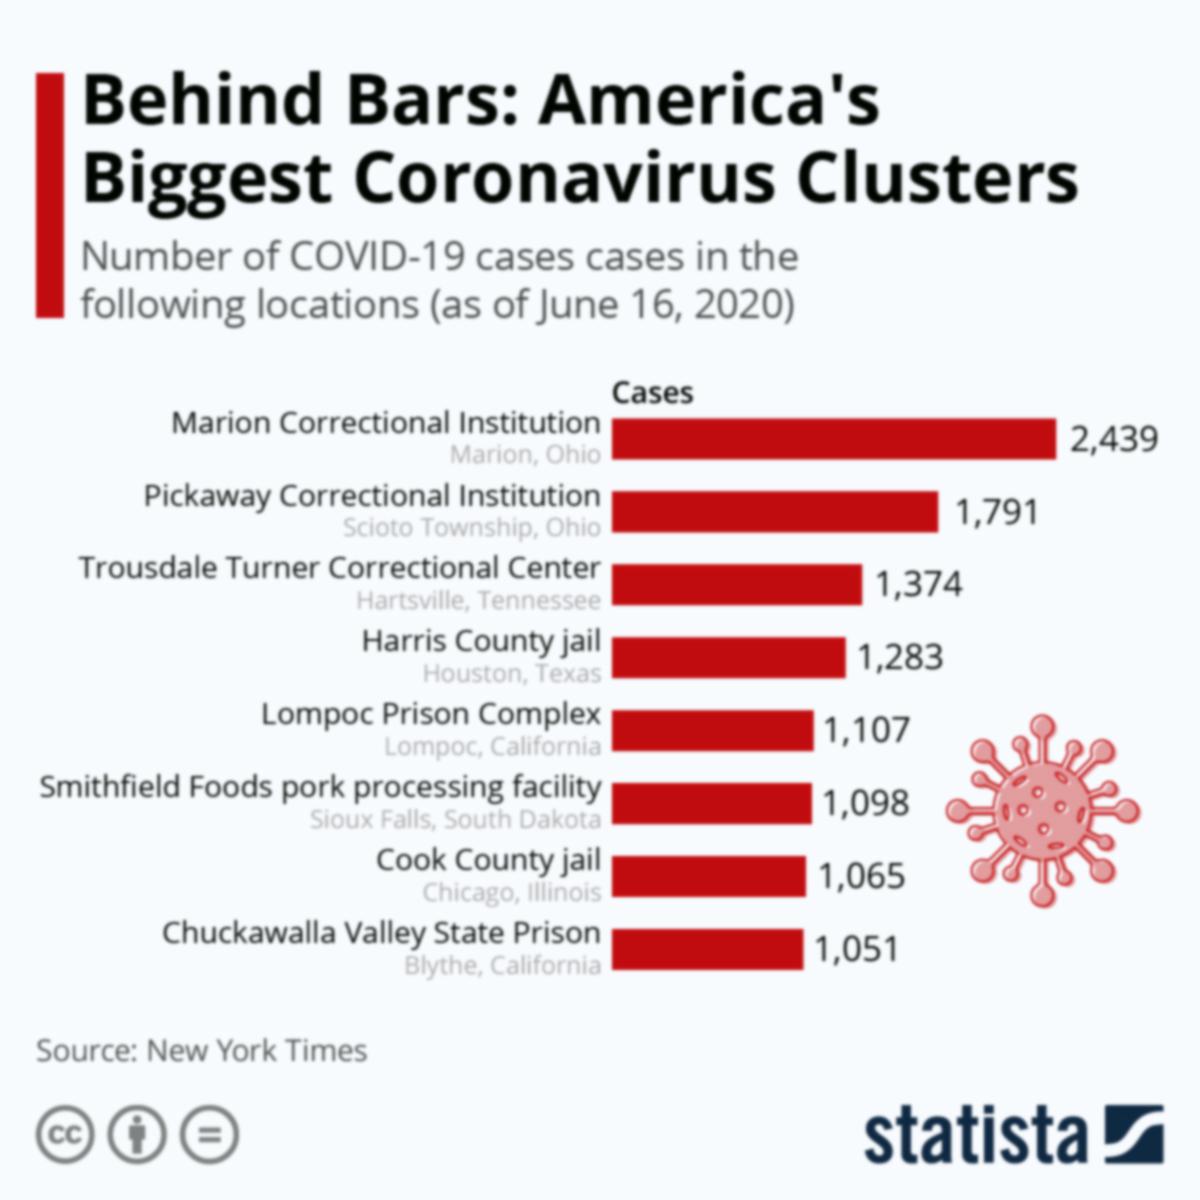 Behind Bars: America's
Biggest Coronavirus Clusters
Number of COVID-19 cases cases in the
following locations (as of June 16, 2020)
Cases
Marion Correctional Institution
Marion, Ohio
2,439
Pickaway Correctional Institution
Scioto Township, Ohio
1,791
Trousdale Turner Correctional Center
Hartsville, Tennessee
1,374
Harris County jail
Houston, Texas
1,283
Lompoc Prison Complex
Lompoc, California
1,107
Smithfield Foods pork processing facility
Sioux Falls, South Dakota
1,098
Cook County jail
Chicago, Illinois
1,065
Chuckawalla Valley State Prison
Blythe, California
1,051
Source: New York Times
cc
statista